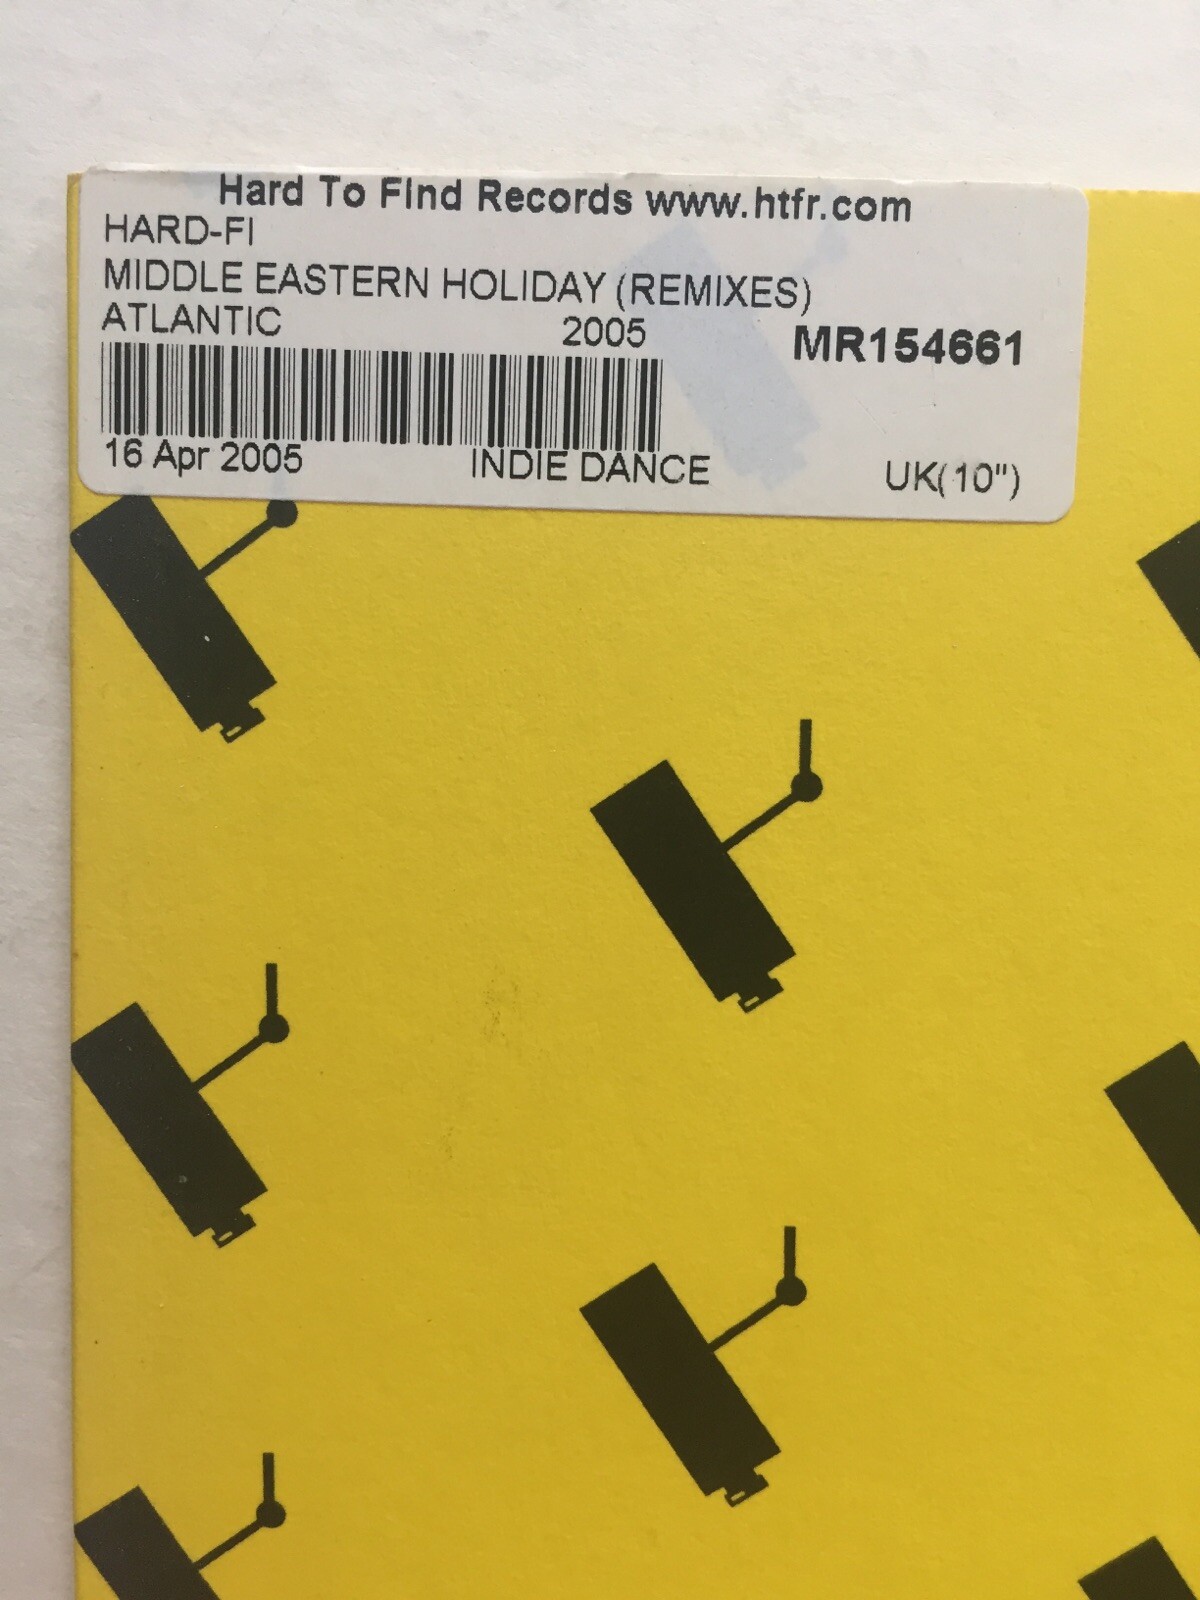 Hard To Find Records www.htfr.com
HARD-FI
MIDDLE EASTERN HOLIDAY (REMIXES)
ATLANTIC 2005 MR154661
16 Apr 2005 INDIE DANCE UK(10")